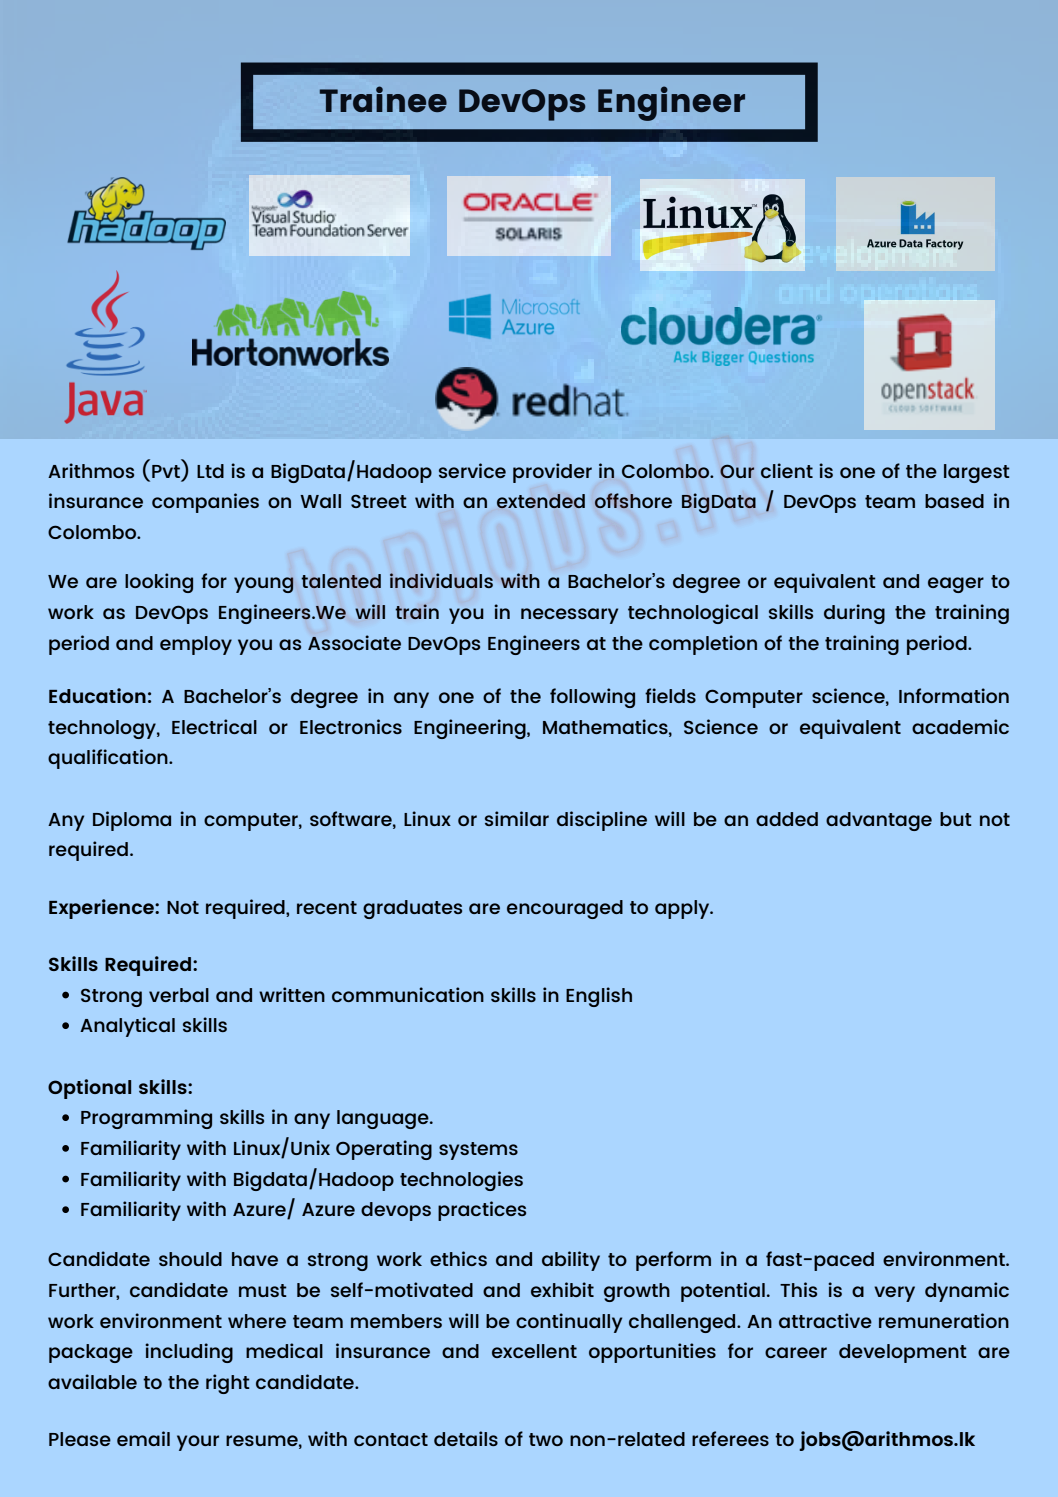 Trainee DevOps Engineer
hadoop
Microsoft
Visual Studio
Team Foundation Server
ORACLE
SOLARIS
Linux
Azure Data Factory
Development
and operations
Java
Hortonworks
Microsoft
Azure
cloudera
Ask Bigger Questions
redhat.
openstack
CLOUD SOFTWARE
topjobs.lk
Arithmos (Pvt) Ltd is a BigData/Hadoop service provider in Colombo. Our client is one of the largest
insurance companies on Wall Street with an extended offshore BigData / DevOps team based in
Colombo.
We are looking for young talented individuals with a Bachelor's degree or equivalent and eager to
work as DevOps Engineers.We will train you in necessary technological skills during the training
period and employ you as Associate DevOps Engineers at the completion of the training period.
Education: A Bachelor's degree in any one of the following fields Computer science, Information
technology, Electrical or Electronics Engineering, Mathematics, Science or equivalent academic
qualification.
Any Diploma in computer, software, Linux or similar discipline will be an added advantage but not
required.
Experience: Not required, recent graduates are encouraged to apply.
Skills Required:
• Strong verbal and written communication skills in English
• Analytical skills
Optional skills:
• Programming skills in any language.
• Familiarity with Linux/Unix Operating systems
• Familiarity with Bigdata/Hadoop technologies
• Familiarity with Azure/ Azure devops practices
Candidate should have a strong work ethics and ability to perform in a fast-paced environment.
Further, candidate must be self-motivated and exhibit growth potential. This is a very dynamic
work environment where team members will be continually challenged. An attractive remuneration
package including medical insurance and excellent opportunities for career development are
available to the right candidate.
Please email your resume, with contact details of two non-related referees to jobs@arithmos.lk